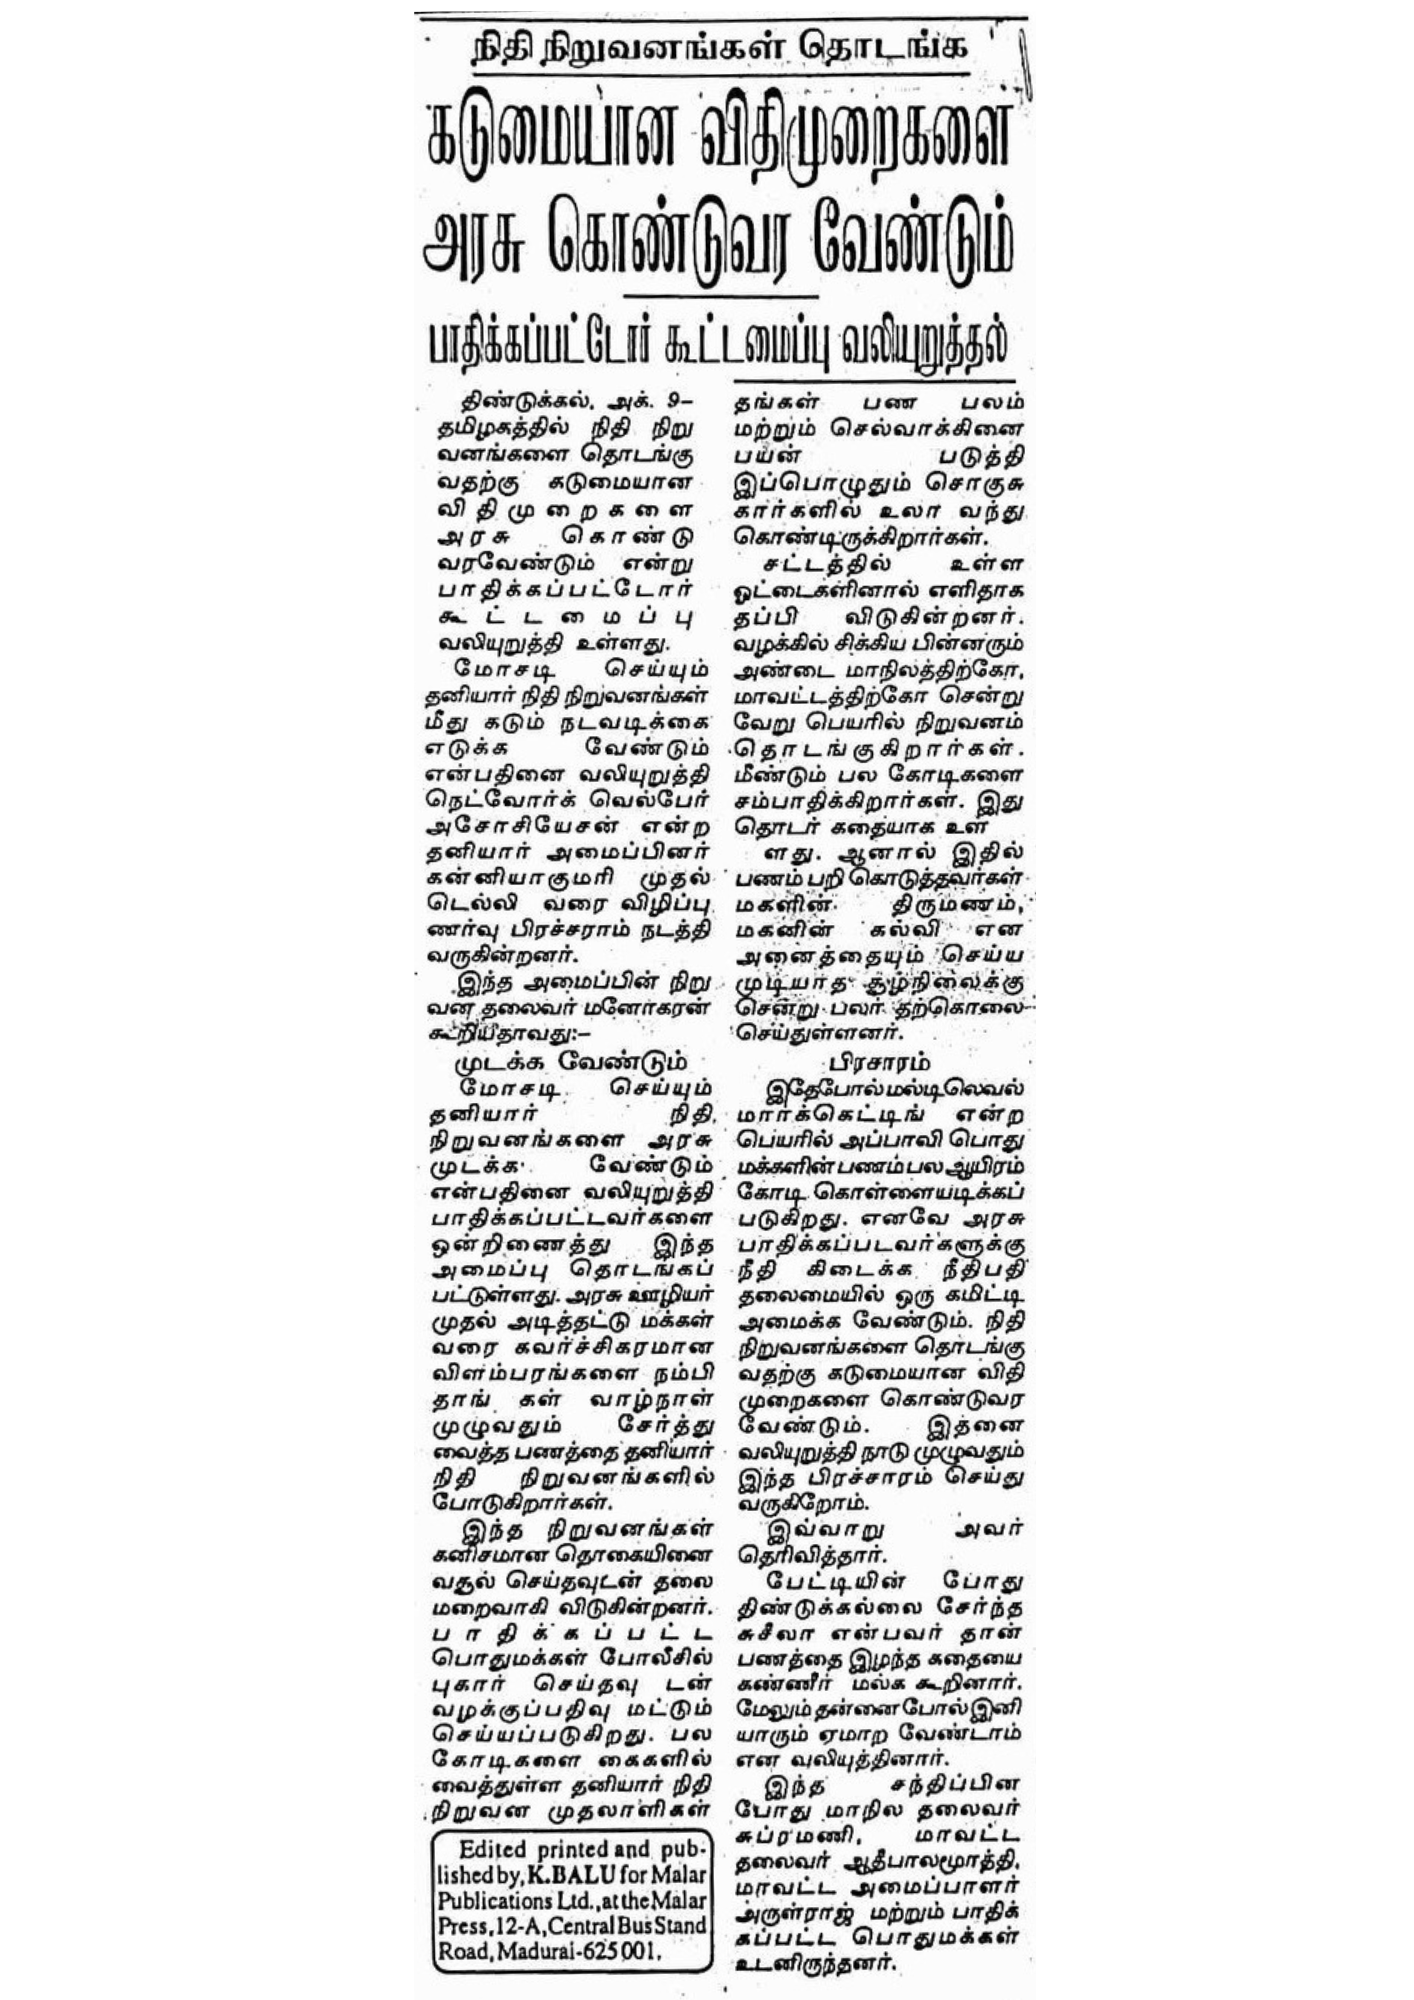 நிதி நிறுவனங்கள் தொடங்க
கடுமையான விதிமுறைகளை
அரசு கொண்டுவர வேண்டும்
பாதிக்கப்பட்டோர் கூட்டமைப்பு வலியுறுத்தல்
திண்டுக்கல், அக். 9–
தமிழகத்தில் நிதி நிறு
வனங்களை தொடங்கு
வதற்கு கடுமையான
விதிமுறைகளை
அரசு கொண்டு
வரவேண்டும் என்று
பாதிக்கப்பட்டோர்
கூட்டமைப்பு
வலியுறுத்தி உள்ளது.
மோசடி செய்யும்
தனியார் நிதி நிறுவனங்கள்
மீது கடும் நடவடிக்கை
எடுக்க வேண்டும்
என்பதினை வலியுறுத்தி
நெட்வோர்க் வெல்பேர்
அசோசியேசன் என்ற
தனியார் அமைப்பினர்
கன்னியாகுமரி முதல்
டெல்லி வரை விழிப்பு
ணர்வு பிரச்சராம் நடத்தி
வருகின்றனர்.
இந்த அமைப்பின் நிறு
வன தலைவர் மனோகரன்
கூறியதாவது:–
முடக்க வேண்டும்
மோசடி செய்யும்
தனியார் நிதி
நிறுவனங்களை அரசு
முடக்க வேண்டும்
என்பதினை வலியுறுத்தி
பாதிக்கப்பட்டவர்களை
ஒன்றிணைத்து இந்த
அமைப்பு தொடங்கப்
பட்டுள்ளது. அரசு ஊழியர்
முதல் அடித்தட்டு மக்கள்
வரை கவர்ச்சிகரமான
விளம்பரங்களை நம்பி
தாங் கள் வாழ்நாள்
முழுவதும் சேர்த்து
வைத்த பணத்தை தனியார்
நிதி நிறுவனங்களில்
போடுகிறார்கள்.
இந்த நிறுவனங்கள்
கனிசமான தொகையினை
வசூல் செய்தவுடன் தலை
மறைவாகி விடுகின்றனர்.
பாதிக்கப்பட்ட
பொதுமக்கள் போலீசில்
புகார் செய்தவு டன்
வழக்குப்பதிவு மட்டும்
செய்யப்படுகிறது. பல
கோடிகளை கைகளில்
வைத்துள்ள தனியார் நிதி
நிறுவன முதலாளிகள்
Edited printed and pub-
lished by, K.BALU for Malar
Publications Ltd., at the Malar
Press, 12-A, Central Bus Stand
Road, Madurai-625 001.
தங்கள் பண பலம்
மற்றும் செல்வாக்கினை
பயன் படுத்தி
இப்பொழுதும் சொகுசு
கார்களில் உலா வந்து
கொண்டிருக்கிறார்கள்.
சட்டத்தில் உள்ள
ஓட்டைகளினால் எளிதாக
தப்பி விடுகின்றனர்.
வழக்கில் சிக்கிய பின்னரும்
அண்டை மாநிலத்திற்கோ,
மாவட்டத்திற்கோ சென்று
வேறு பெயரில் நிறுவனம்
தொடங்குகிறார்கள்.
மீண்டும் பல கோடிகளை
சம்பாதிக்கிறார்கள். இது
தொடர் கதையாக உள்
ளது. ஆனால் இதில்
பணம் பறி கொடுத்தவர்கள்
மகளின் திருமணம்,
மகனின் கல்வி என
அனைத்தையும் செய்ய
முடியாத சூழ்நிலைக்கு
சென்று பலர் தற்கொலை
செய்துள்ளனர்.
பிரசாரம்
இதேபோல் மல்டி லெவல்
மார்க்கெட்டிங் என்ற
பெயரில் அப்பாவி பொது
மக்களின் பணம் பல ஆயிரம்
கோடி கொள்ளையடிக்கப்
படுகிறது. எனவே அரசு
பாதிக்கப்படவர்களுக்கு
நீதி கிடைக்க நீதிபதி
தலைமையில் ஒரு கமிட்டி
அமைக்க வேண்டும். நிதி
நிறுவனங்களை தொடங்கு
வதற்கு கடுமையான விதி
முறைகளை கொண்டுவர
வேண்டும். இதனை
வலியுறுத்தி நாடு முழுவதும்
இந்த பிரச்சாரம் செய்து
வருகிறோம்.
இவ்வாறு அவர்
தெரிவித்தார்.
பேட்டியின் போது
திண்டுக்கல்லை சேர்ந்த
சுசீலா என்பவர் தான்
பணத்தை இழந்த கதையை
கண்ணீர் மல்க கூறினார்.
மேலும் தன்னை போல் இனி
யாரும் ஏமாற வேண்டாம்
என வலியுத்தினார்.
இந்த சந்திப்பின
போது மாநில தலைவர்
சுப்ரமணி, மாவட்ட
தலைவர் ஆதீபாலமூர்த்தி,
மாவட்ட அமைப்பாளர்
அருள்ராஜ் மற்றும் பாதிக்
கப்பட்ட பொதுமக்கள்
உடனிருந்தனர்.